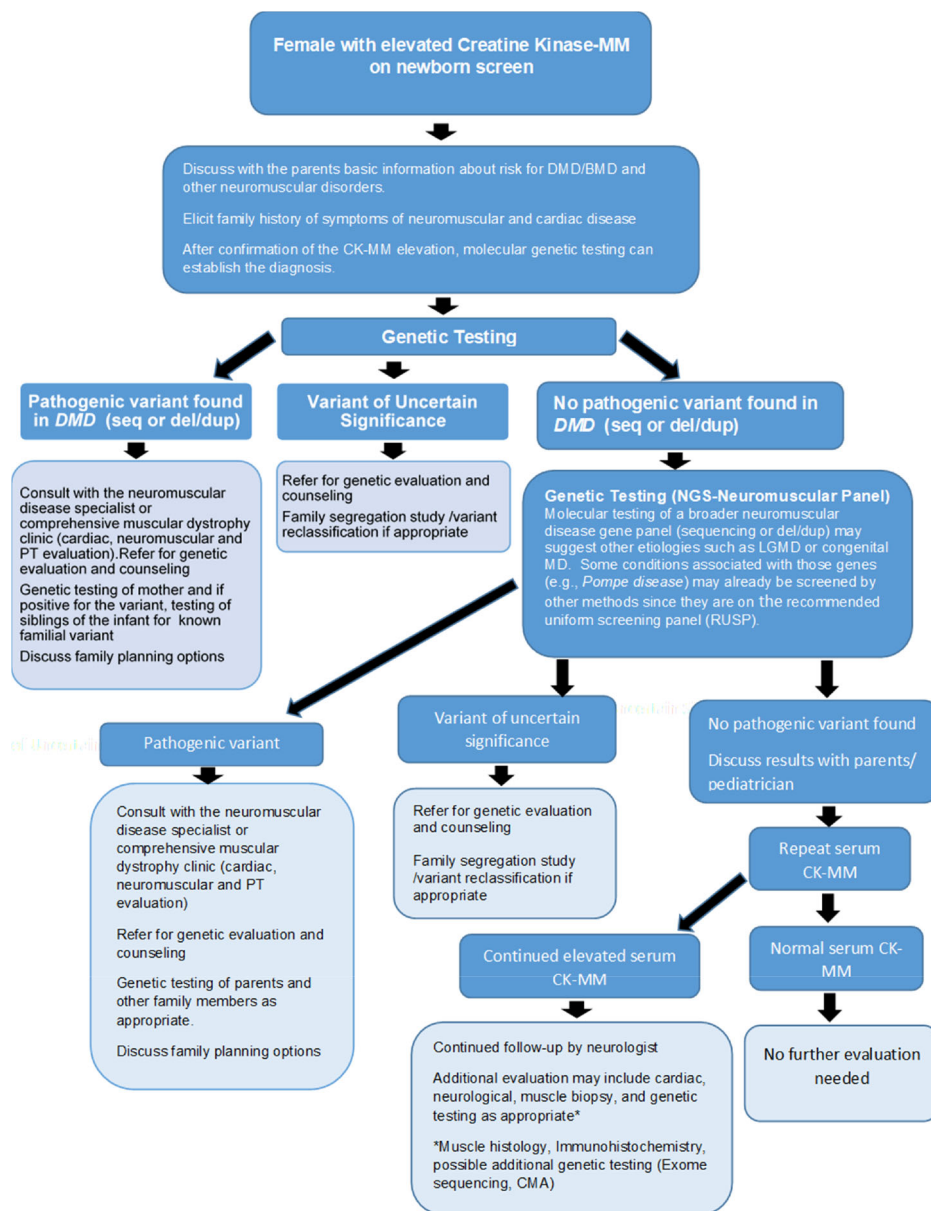 Female with elevated Creatine Kinase-MM
on newborn screen
Discuss with the parents basic information about risk for DMD/BMD and
other neuromuscular disorders.
Elicit family history of symptoms of neuromuscular and cardiac disease
After confirmation of the CK-MM elevation, molecular genetic testing can
establish the diagnosis.
Genetic Testing
Pathogenic variant found
in DMD (seq or del/dup)
Variant of Uncertain
Significance
No pathogenic variant found in
DMD (seq or del/dup)
Consult with the neuromuscular
disease specialist or
comprehensive muscular dystrophy
clinic (cardiac, neuromuscular and
PT evaluation).Refer for genetic
evaluation and counseling
Genetic testing of mother and if
positive for the variant, testing of
siblings of the infant for known
familial variant
Discuss family planning options
Refer for genetic evaluation and
counseling
Family segregation study /variant
reclassification if appropriate
Genetic Testing (NGS-Neuromuscular Panel)
Molecular testing of a broader neuromuscular
disease gene panel (sequencing or del/dup) may
suggest other etiologies such as LGMD or congenital
MD. Some conditions associated with those genes
(e.g., Pompe disease) may already be screened by
other methods since they are on the recommended
uniform screening panel (RUSP).
Pathogenic variant
Variant of uncertain
significance
No pathogenic variant found
Discuss results with parents/
pediatrician
Consult with the neuromuscular
disease specialist or
comprehensive muscular
dystrophy clinic (cardiac,
neuromuscular and PT
evaluation)
Refer for genetic evaluation and
counseling
Genetic testing of parents and
other family members as
appropriate.
Discuss family planning options
Refer for genetic evaluation
and counseling
Family segregation study
/variant reclassification if
appropriate
Repeat serum
CK-MM
Continued elevated serum
CK-MM
Normal serum CK-
MM
Continued follow-up by neurologist
Additional evaluation may include cardiac,
neurological, muscle biopsy, and genetic
testing as appropriate*
*Muscle histology, Immunohistochemistry,
possible additional genetic testing (Exome
sequencing, CMA)
No further evaluation
needed